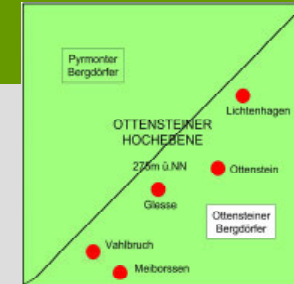 Pyrmonter
Bergdörfer
Lichtenhagen
OTTENSTEINER
HOCHEBENE
275m ü.NN
Ottenstein
Glesse
Ottensteiner
Bergdörfer
Vahlbruch
Meiborssen